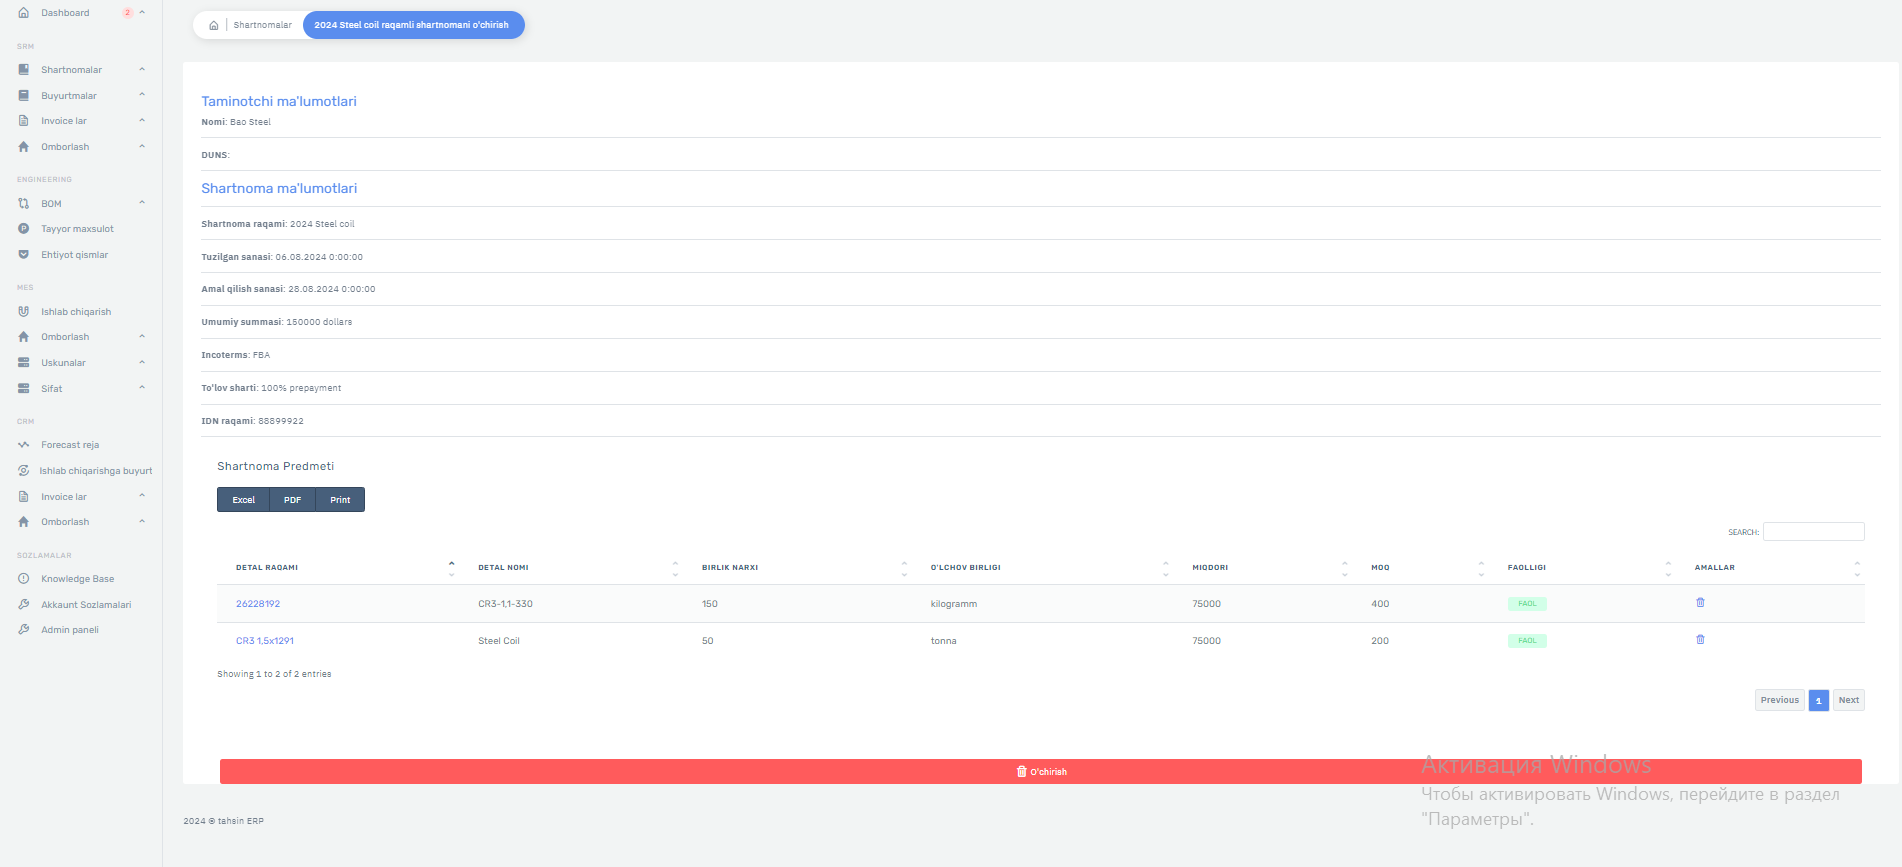 Dashboard 2
SRM
Shartnomalar
Buyurtmalar
Invoice lar
Omborlash
ENGINEERING
BOM
Tayyor maxsulot
Ehtiyot qismlar
MES
Ishlab chiqarish
Omborlash
Uskunalar
Sifat
CRM
Forecast reja
Ishlab chiqarishga buyurt
Invoice lar
Omborlash
SOZLAMALAR
Knowledge Base
Akkaunt Sozlamalari
Admin paneli
Shartnomalar 2024 Steel coil raqamli shartnomani o'chirish
Taminotchi ma'lumotlari
Nomi: Bao Steel
DUNS:
Shartnoma ma'lumotlari
Shartnoma raqami: 2024 Steel coil
Tuzilgan sanasi: 06.08.2024 0:00:00
Amal qilish sanasi: 28.08.2024 0:00:00
Umumiy summasi: 150000 dollars
Incoterms: FBA
To'lov sharti: 100% prepayment
IDN raqami: 88899922
Shartnoma Predmeti
Excel PDF Print
SEARCH:
DETAL RAQAMI DETAL NOMI BIRLIK NARXI O'LCHOV BIRLIGI MIQDORI MOQ FAOLLIGI AMALLAR
26228192 CR3-1,1-330 150 kilogramm 75000 400 FAOL
CR3 1,5x1291 Steel Coil 50 tonna 75000 200 FAOL
Showing 1 to 2 of 2 entries
Previous 1 Next
O'chirish
2024 © tahsin ERP
Активация Windows
Чтобы активировать Windows, перейдите в раздел
"Параметры".